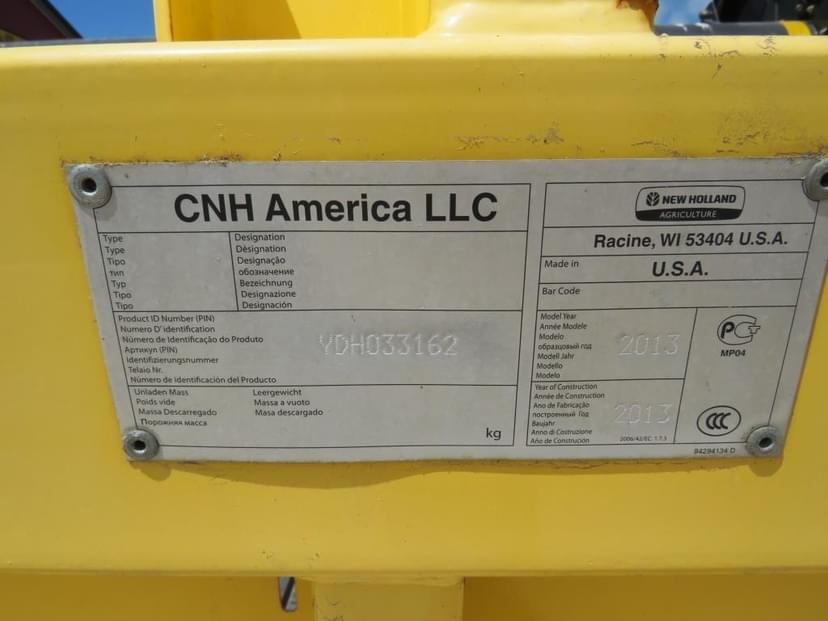 CNH America LLC
Type
Type
Tipo
тип
Typ
Tipo
Tipo
Designation
Dèsignation
Designação
обозначение
Bezeichnung
Designazione
Designación
Product ID Number (PIN)
Numero D'identification
Número de Identificação do Produto
Артикул (PIN)
Identifizierungsnummer
Telaio Nr.
Número de Identificación del Producto
YDH033162
Unladen Mass
Poids vide
Massa Descarregado
Порожняя масса
Leergewicht
Massa a vuoto
Masa descargado
kg
NEW HOLLAND
AGRICULTURE
Racine, WI 53404 U.S.A.
Made in
U.S.A.
Bar Code
Model Year
Année Modele
Modelo
образцовый год
Modell Jahr
Modello
Modelo
2013
Year of Construction
Année de Construction
Ano de Fabricação
построенный Год
Baujahr
Anno di Costruzione
Año de Construcion
2013
2006/42/EC 1.7.3
MP04
CCC
84294134 D